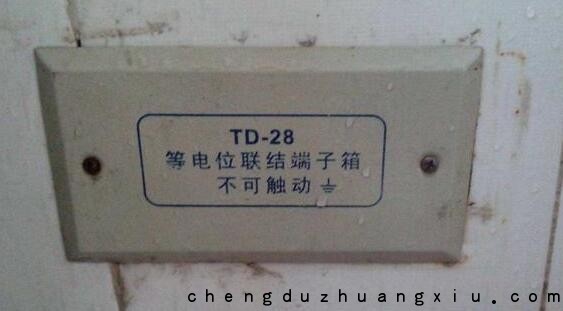 TD-28
等电位联结端子箱
不可触动⏚
chengduzhuangxiu.com